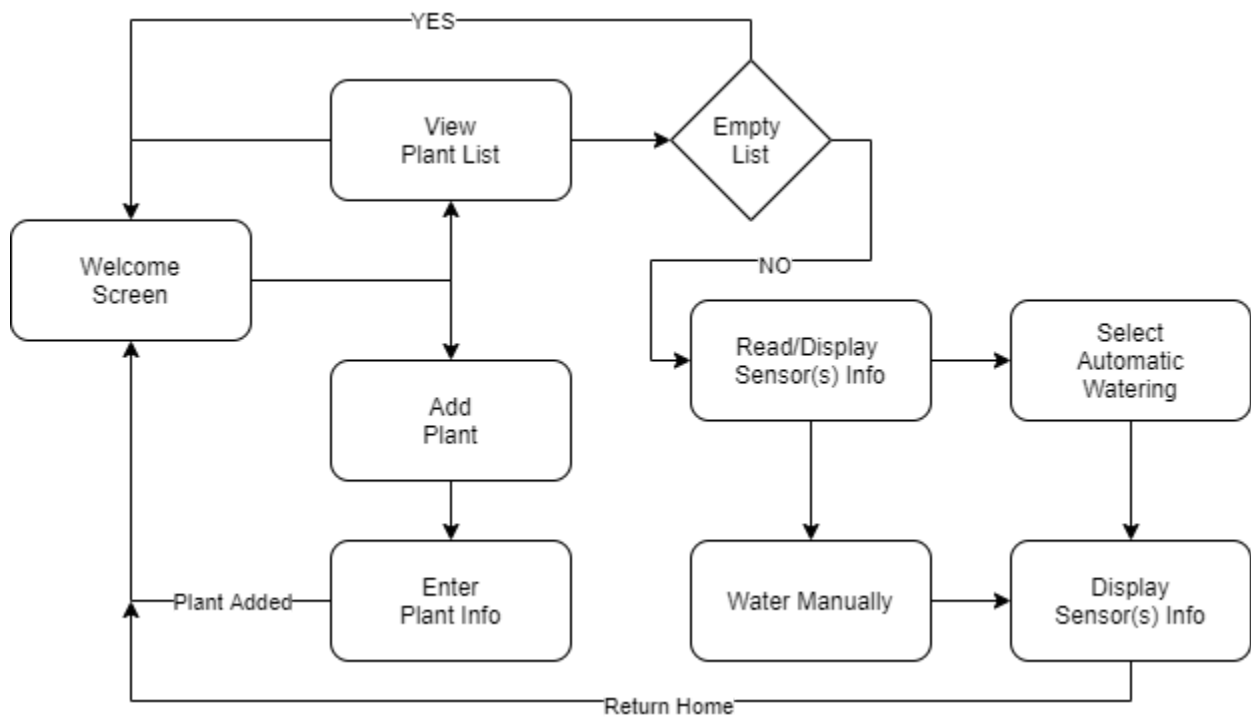 YES
View
Plant List
Empty
List
Welcome
Screen
NO
Read/Display
Sensor(s) Info
Select
Automatic
Watering
Add
Plant
Plant Added
Enter
Plant Info
Water Manually
Display
Sensor(s) Info
Return Home